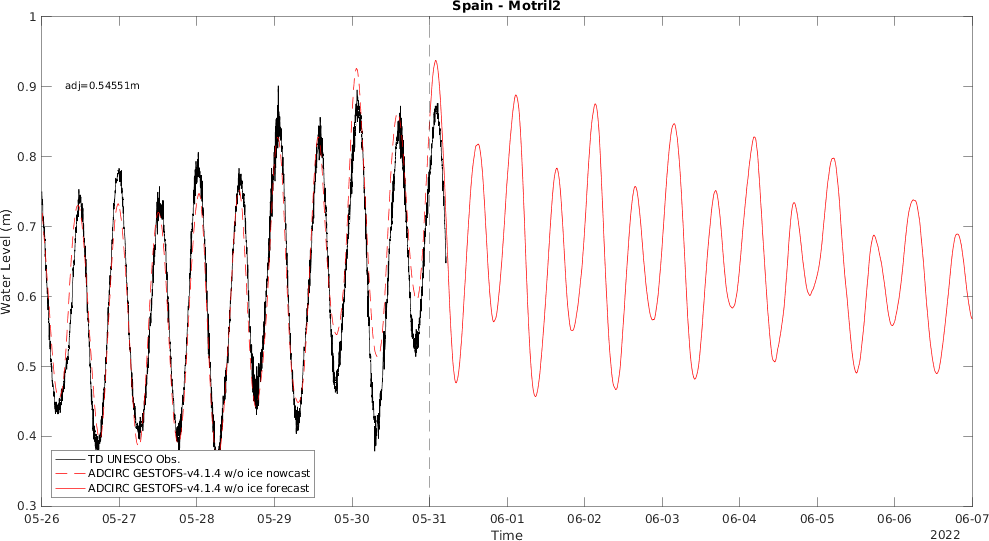 Spain - Motril2
1
0.9
0.8
0.7
0.6
0.5
0.4
0.3
Water Level (m)
adj=0.54551m
TD UNESCO Obs.
ADCIRC GESTOFS-v4.1.4 w/o ice nowcast
ADCIRC GESTOFS-v4.1.4 w/o ice forecast
05-26 05-27 05-28 05-29 05-30 05-31 06-01 06-02 06-03 06-04 06-05 06-06 06-07
Time
2022